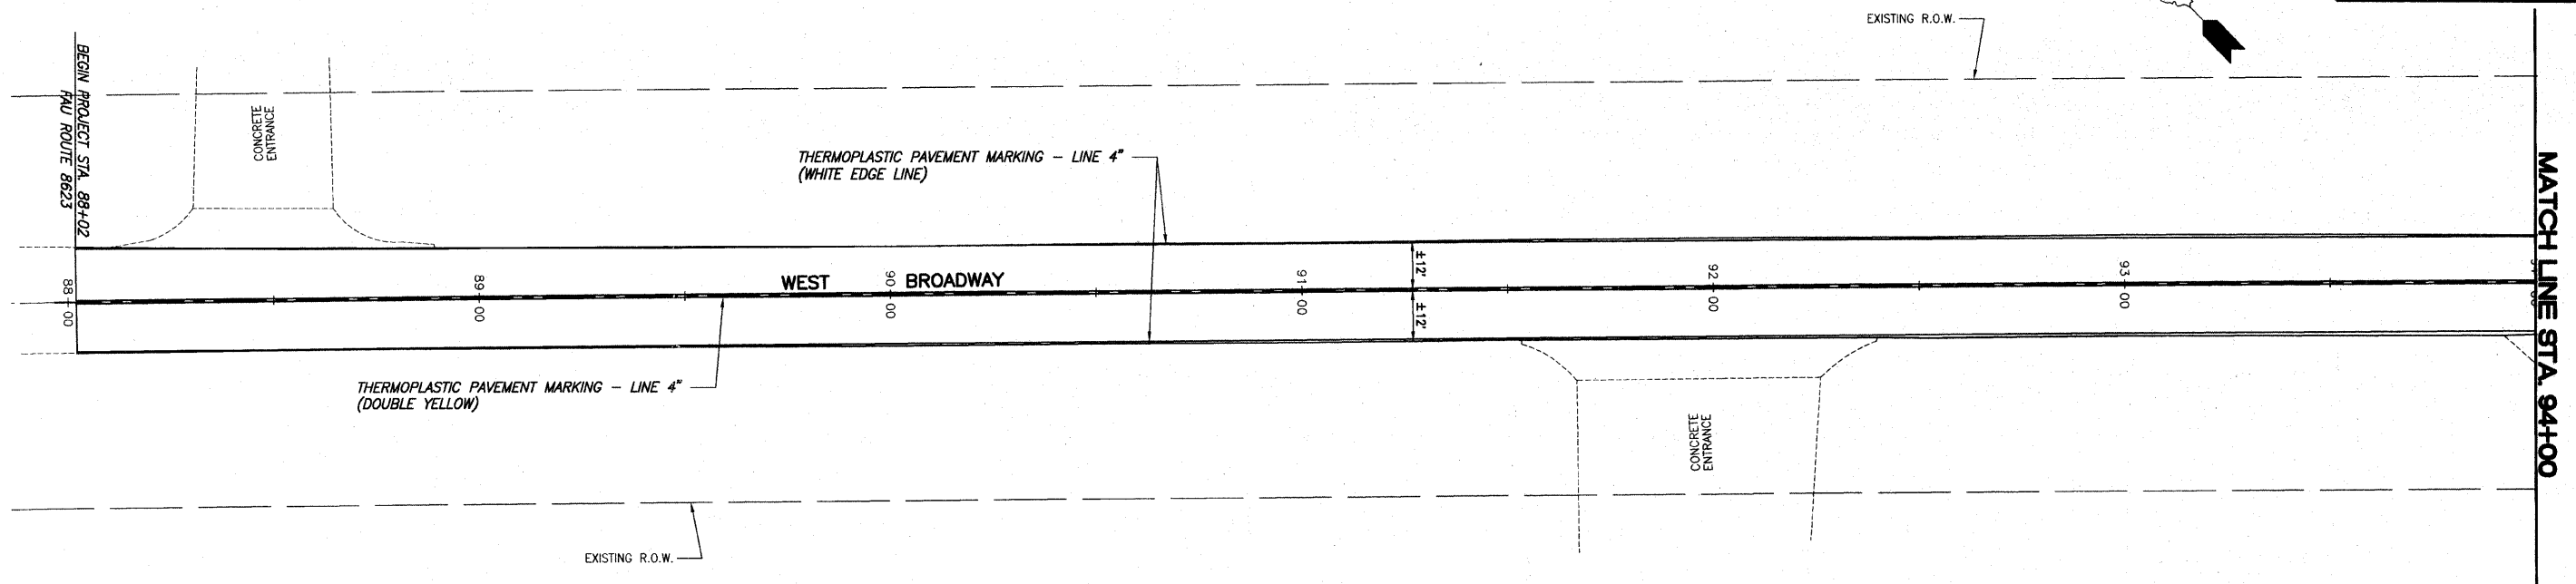 EXISTING R.O.W.
BEGIN PROJECT STA. 88+02
FAU ROUTE 8623
CONCRETE
ENTRANCE
THERMOPLASTIC PAVEMENT MARKING - LINE 4"
(WHITE EDGE LINE)
MATCH LINE STA. 94+00
WEST BROADWAY
±12'
±12'
88+00
89+00
90+00
91+00
92+00
93+00
THERMOPLASTIC PAVEMENT MARKING - LINE 4"
(DOUBLE YELLOW)
CONCRETE
ENTRANCE
EXISTING R.O.W.